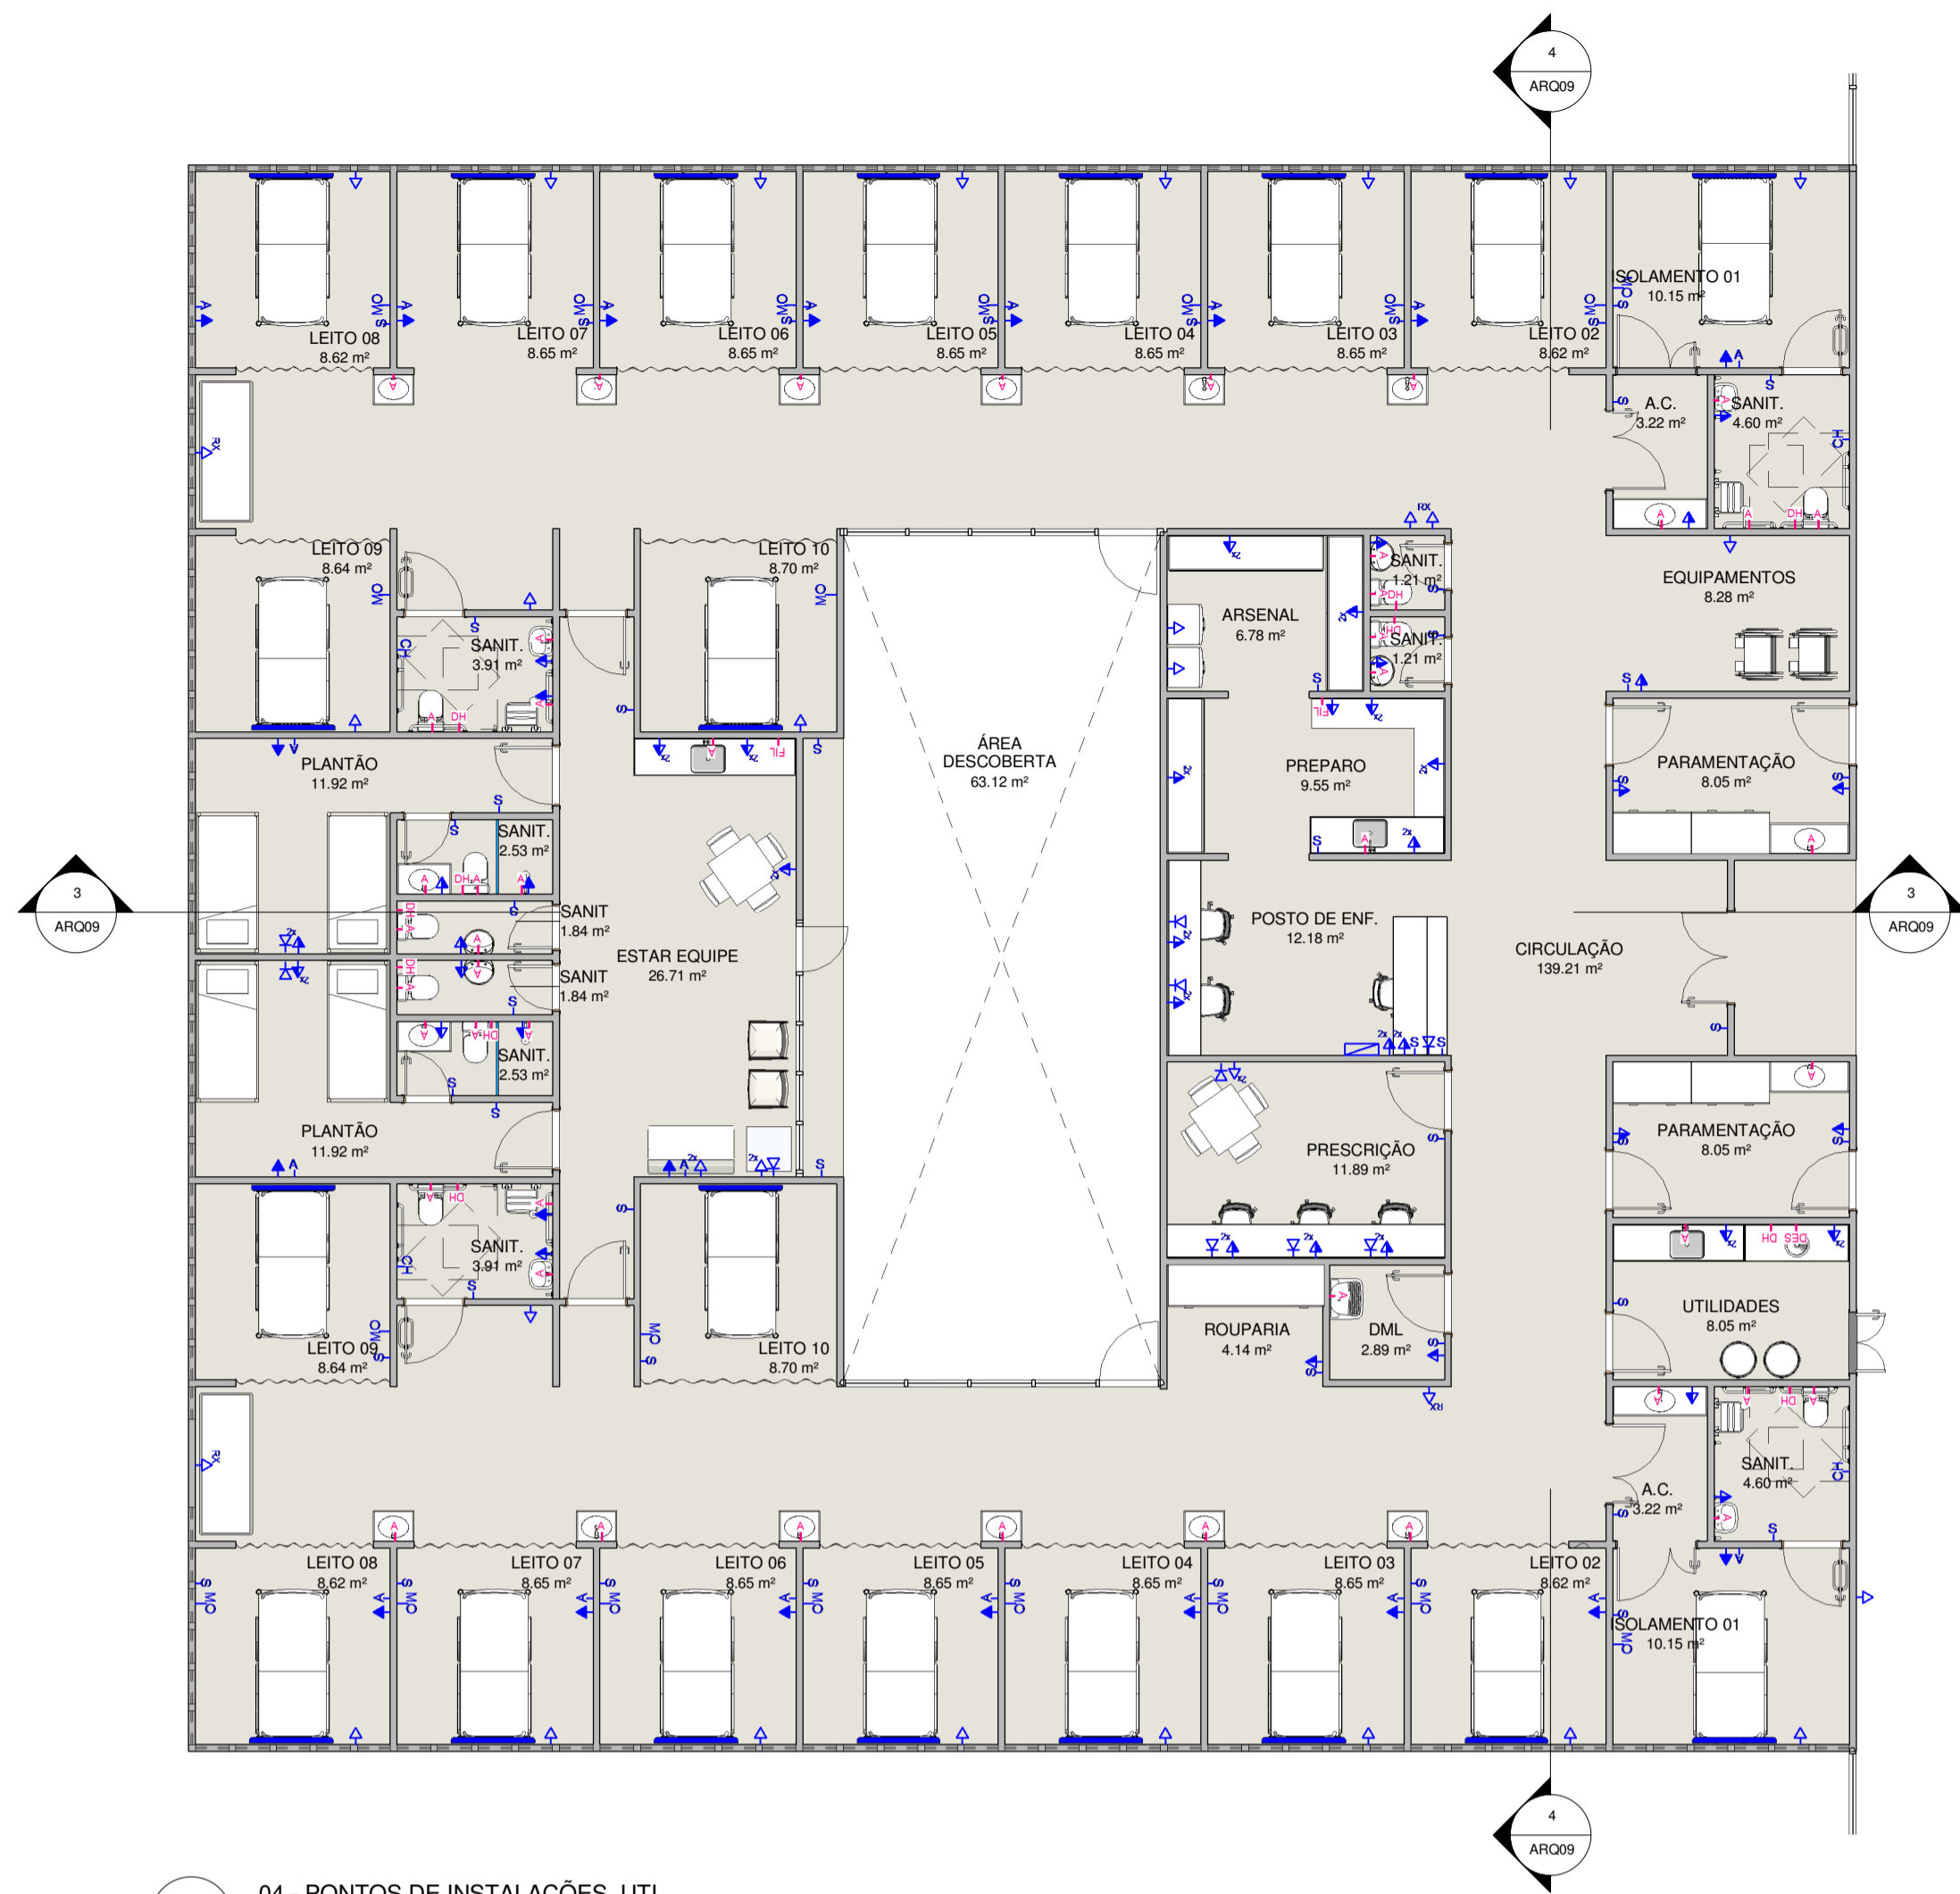 4
ARQ09
ISOLAMENTO 01
10.15 m²
LEITO 08
8.62 m²
LEITO 07
8.65 m²
LEITO 06
8.65 m²
LEITO 05
8.65 m²
LEITO 04
8.65 m²
LEITO 03
8.65 m²
LEITO 02
8.62 m²
A.C.
3.22 m²
SANIT.
4.60 m²
RX
RX
LEITO 09
8.64 m²
LEITO 10
8.70 m²
SANIT.
3.91 m²
ARSENAL
6.78 m²
SANIT.
1.21 m²
SANIT.
1.21 m²
EQUIPAMENTOS
8.28 m²
PLANTÃO
11.92 m²
ÁREA
DESCOBERTA
63.12 m²
PREPARO
9.55 m²
PARAMENTAÇÃO
8.05 m²
SANIT.
2.53 m²
3
ARQ09
SANIT
1.84 m²
ESTAR EQUIPE
26.71 m²
SANIT
1.84 m²
POSTO DE ENF.
12.18 m²
CIRCULAÇÃO
139.21 m²
3
ARQ09
SANIT.
2.53 m²
PLANTÃO
11.92 m²
PRESCRIÇÃO
11.89 m²
PARAMENTAÇÃO
8.05 m²
SANIT.
3.91 m²
LEITO 09
8.64 m²
LEITO 10
8.70 m²
ROUPARIA
4.14 m²
DML
2.89 m²
UTILIDADES
8.05 m²
RX
RX
A.C.
3.22 m²
SANIT.
4.60 m²
LEITO 08
8.62 m²
LEITO 07
8.65 m²
LEITO 06
8.65 m²
LEITO 05
8.65 m²
LEITO 04
8.65 m²
LEITO 03
8.65 m²
LEITO 02
8.62 m²
ISOLAMENTO 01
10.15 m²
4
ARQ09
04 - PONTOS DE INSTALAÇÕES UTI